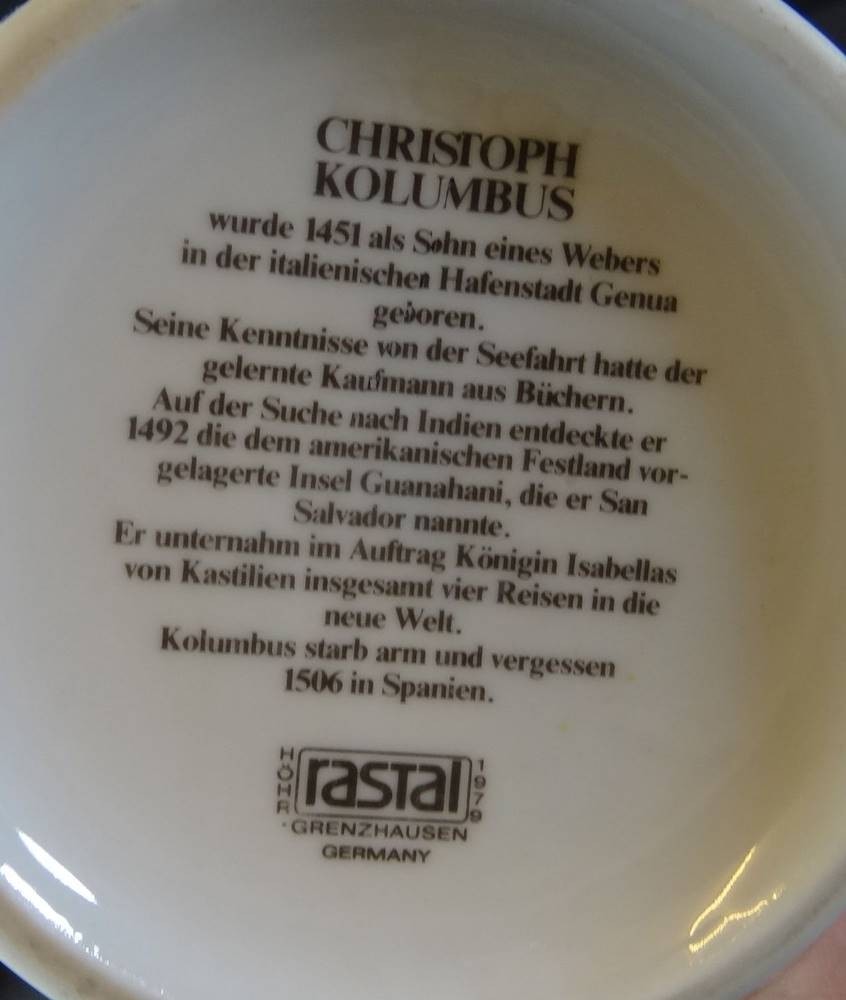 CHRISTOPH
KOLUMBUS
wurde 1451 als Sohn eines Webers
in der italienischen Hafenstadt Genua
geboren.
Seine Kenntnisse von der Seefahrt hatte der
gelernte Kaufmann aus Büchern.
Auf der Suche nach Indien entdeckte er
1492 die dem amerikanischen Festland vor-
gelagerte Insel Guanahani, die er San
Salvador nannte.
Er unternahm im Auftrag Königin Isabellas
von Kastilien insgesamt vier Reisen in die
neue Welt.
Kolumbus starb arm und vergessen
1506 in Spanien.
HÖHR
rastal
1979
-GRENZHAUSEN
GERMANY